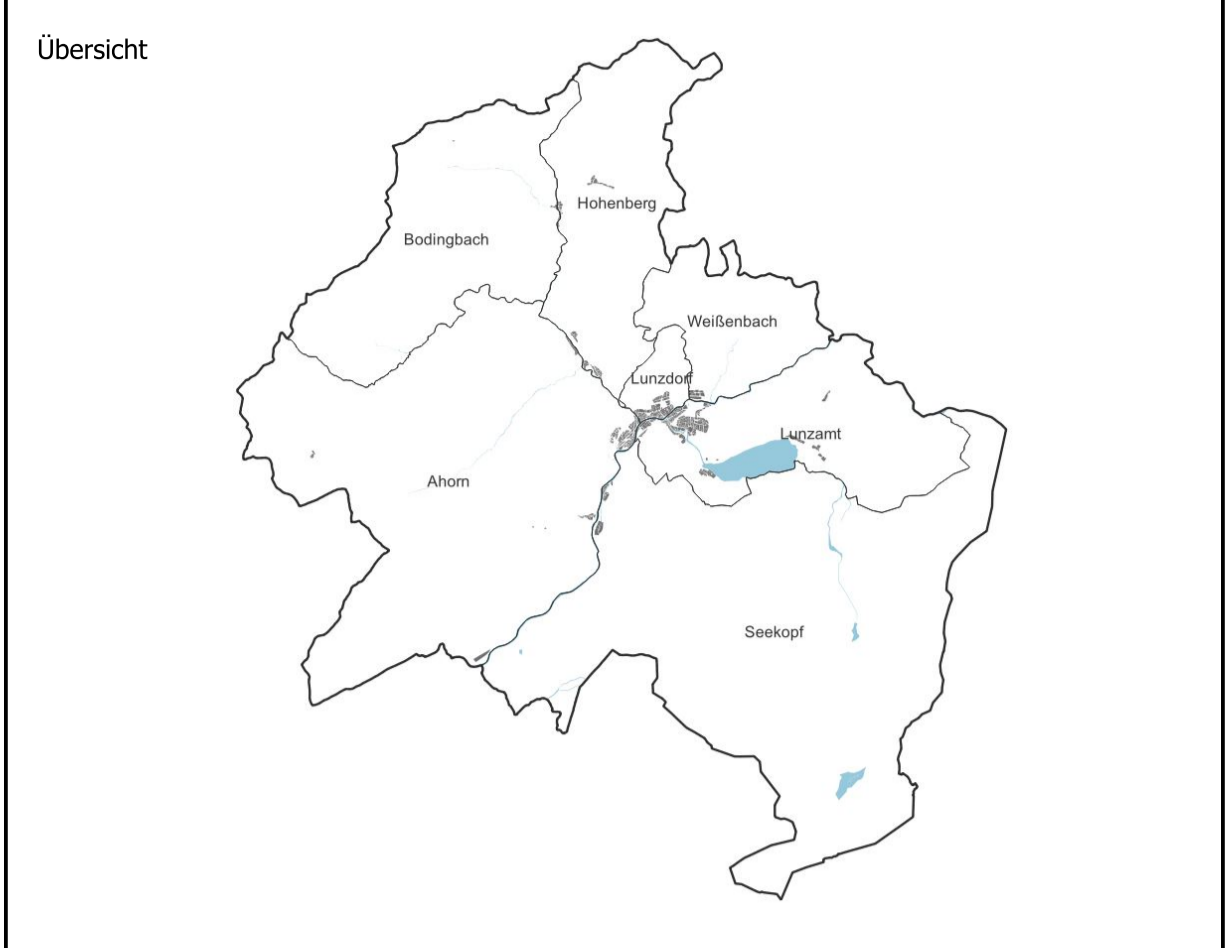 Übersicht
Hohenberg
Bodingbach
Weißenbach
Lunzdorf
Lunzamt
Ahorn
Seekopf